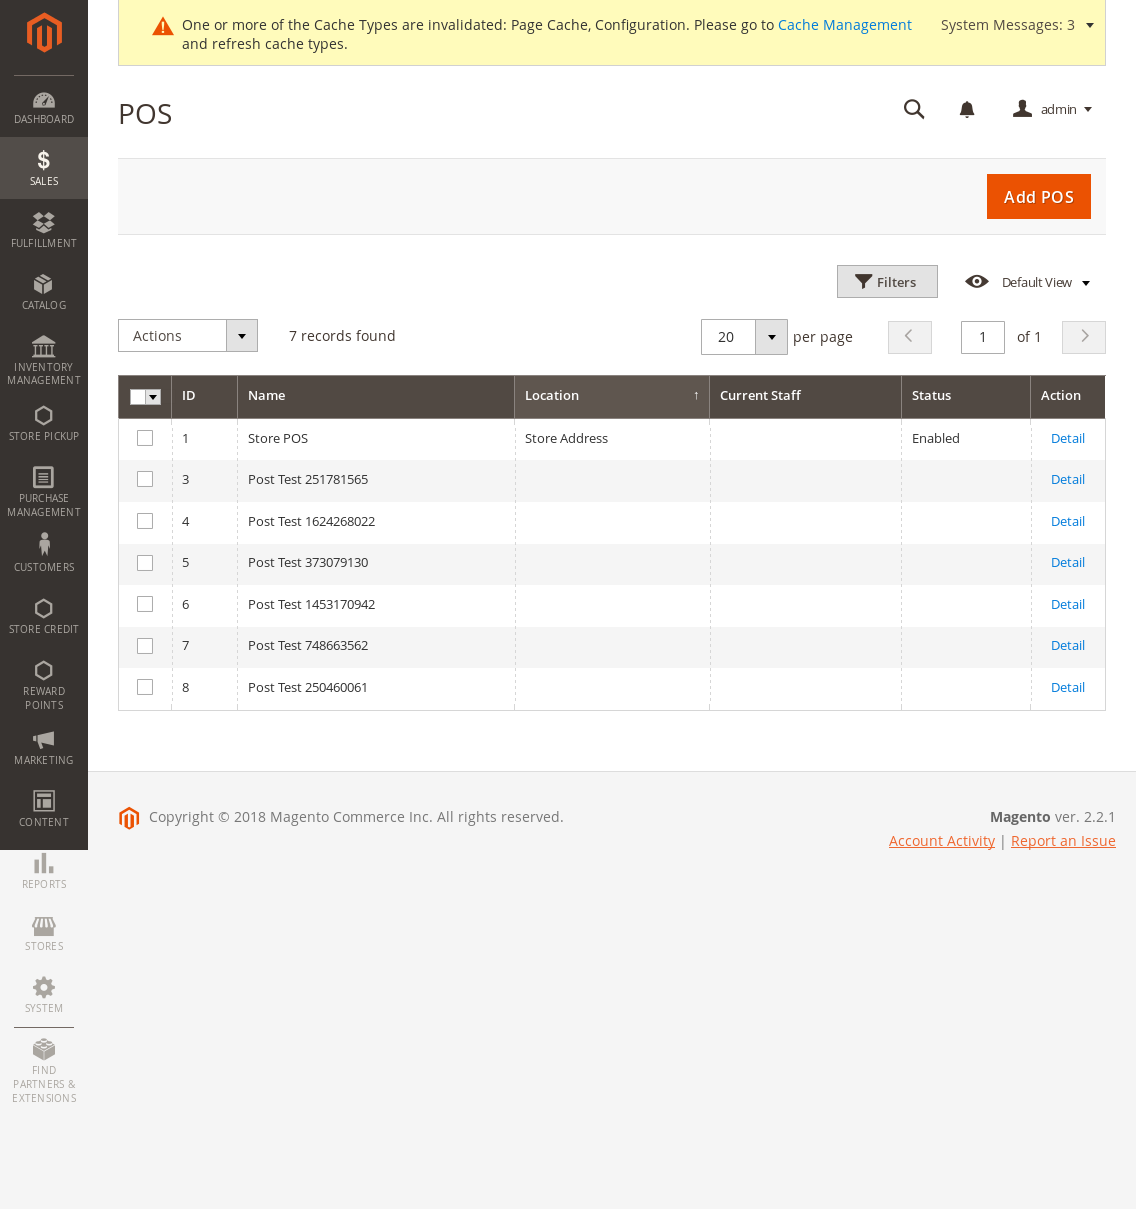 One or more of the Cache Types are invalidated: Page Cache, Configuration. Please go to Cache Management
and refresh cache types.
System Messages: 3
POS
admin
Add POS
Filters
Default View
Actions
7 records found
20 per page
1 of 1
ID Name Location ↑ Current Staff Status Action
1 Store POS Store Address Enabled Detail
3 Post Test 251781565 Detail
4 Post Test 1624268022 Detail
5 Post Test 373079130 Detail
6 Post Test 1453170942 Detail
7 Post Test 748663562 Detail
8 Post Test 250460061 Detail
DASHBOARD
$
SALES
FULFILLMENT
CATALOG
INVENTORY
MANAGEMENT
STORE PICKUP
PURCHASE
MANAGEMENT
CUSTOMERS
STORE CREDIT
REWARD
POINTS
MARKETING
CONTENT
REPORTS
STORES
SYSTEM
FIND
PARTNERS &
EXTENSIONS
Copyright © 2018 Magento Commerce Inc. All rights reserved.
Magento ver. 2.2.1
Account Activity | Report an Issue